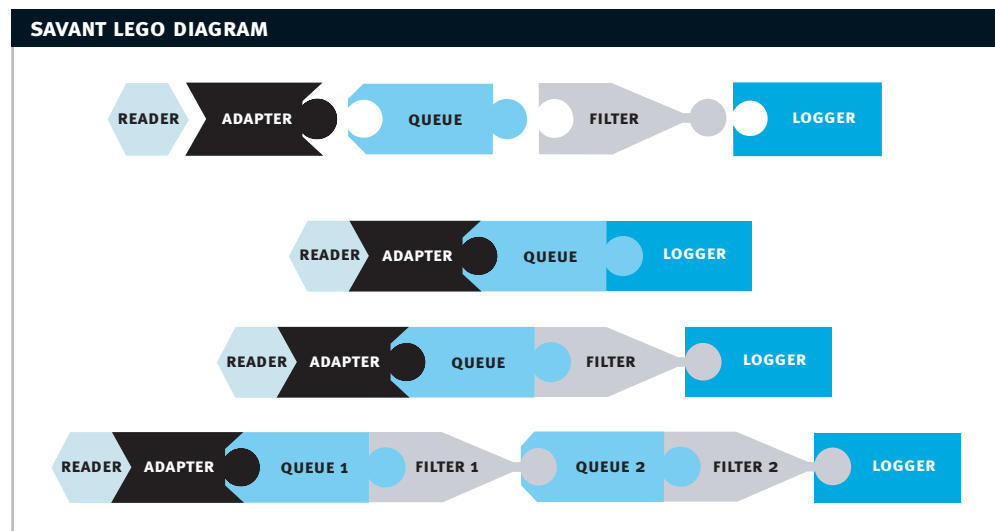 SAVANT LEGO DIAGRAM
READER ADAPTER QUEUE FILTER LOGGER
READER ADAPTER QUEUE LOGGER
READER ADAPTER QUEUE FILTER LOGGER
READER ADAPTER QUEUE 1 FILTER 1 QUEUE 2 FILTER 2 LOGGER